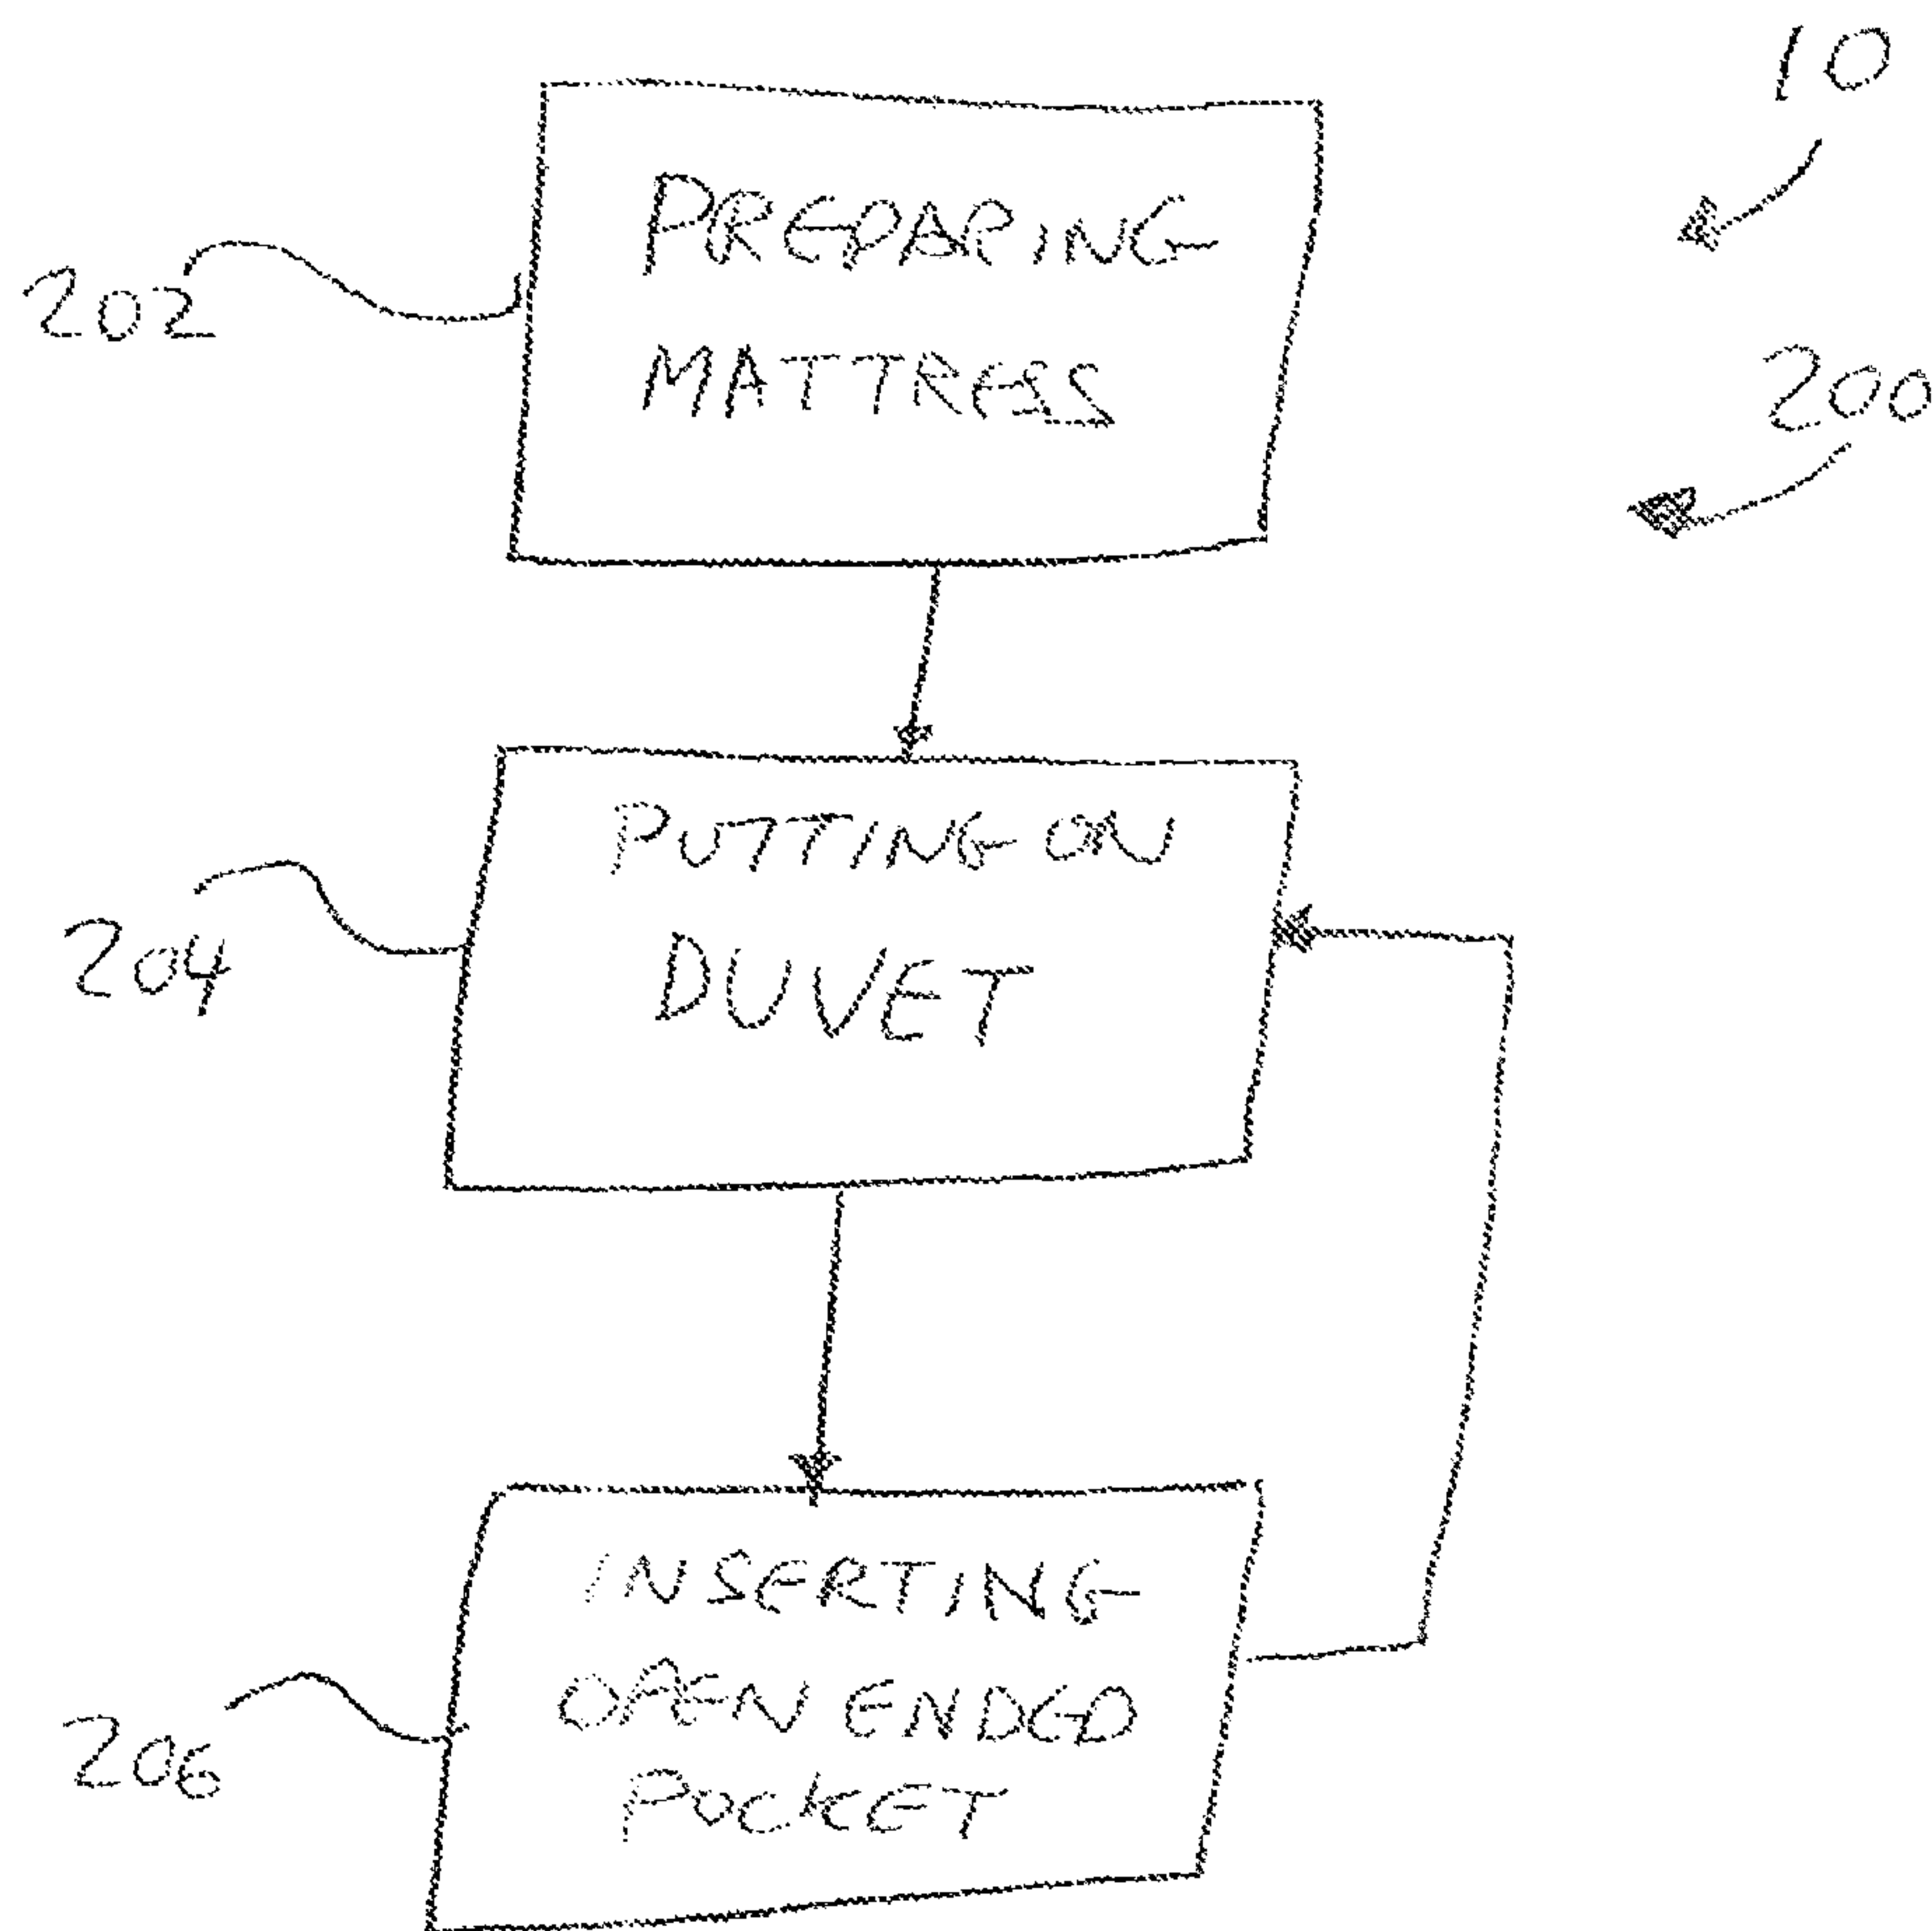 10
PREPARING
202
MATTRESS
200
PUTTING ON
204
DUVET
INSERTING
OPEN ENDED
206
POCKET